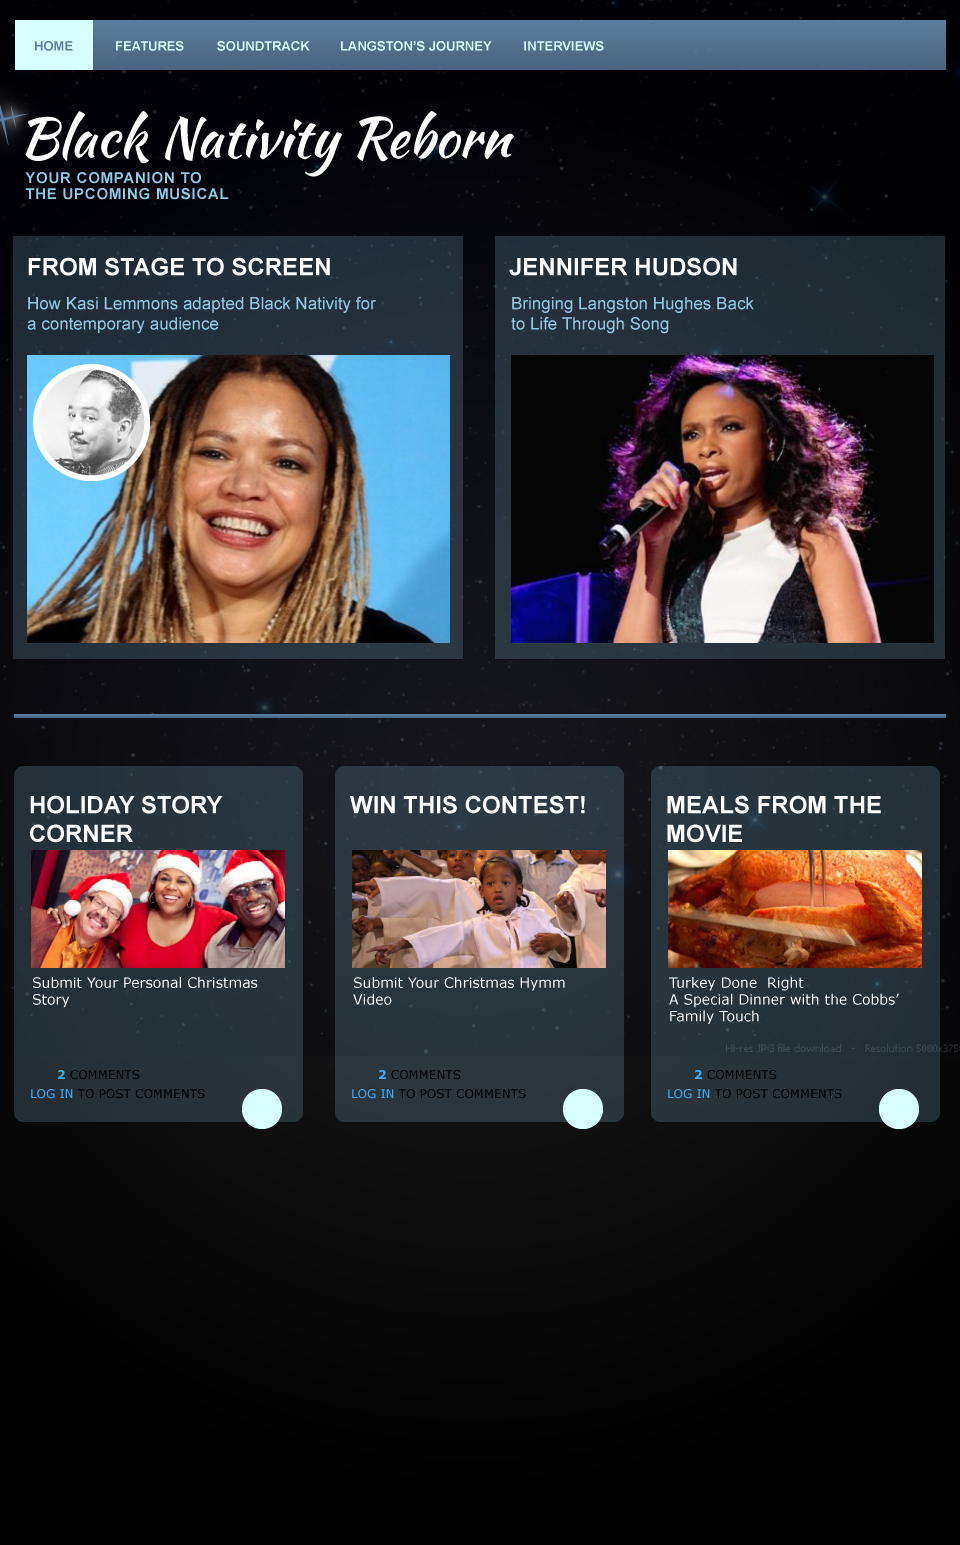 HOME FEATURES SOUNDTRACK LANGSTON'S JOURNEY INTERVIEWS
Black Nativity Reborn
YOUR COMPANION TO
THE UPCOMING MUSICAL
FROM STAGE TO SCREEN
How Kasi Lemmons adapted Black Nativity for
a contemporary audience
JENNIFER HUDSON
Bringing Langston Hughes Back
to Life Through Song
HOLIDAY STORY
CORNER
Submit Your Personal Christmas
Story
2 COMMENTS
LOG IN TO POST COMMENTS
WIN THIS CONTEST!
Submit Your Christmas Hymm
Video
2 COMMENTS
LOG IN TO POST COMMENTS
MEALS FROM THE
MOVIE
Turkey Done  Right
A Special Dinner with the Cobbs’
Family Touch
Hi-res JPG file download - Resolution 5000x375
2 COMMENTS
LOG IN TO POST COMMENTS